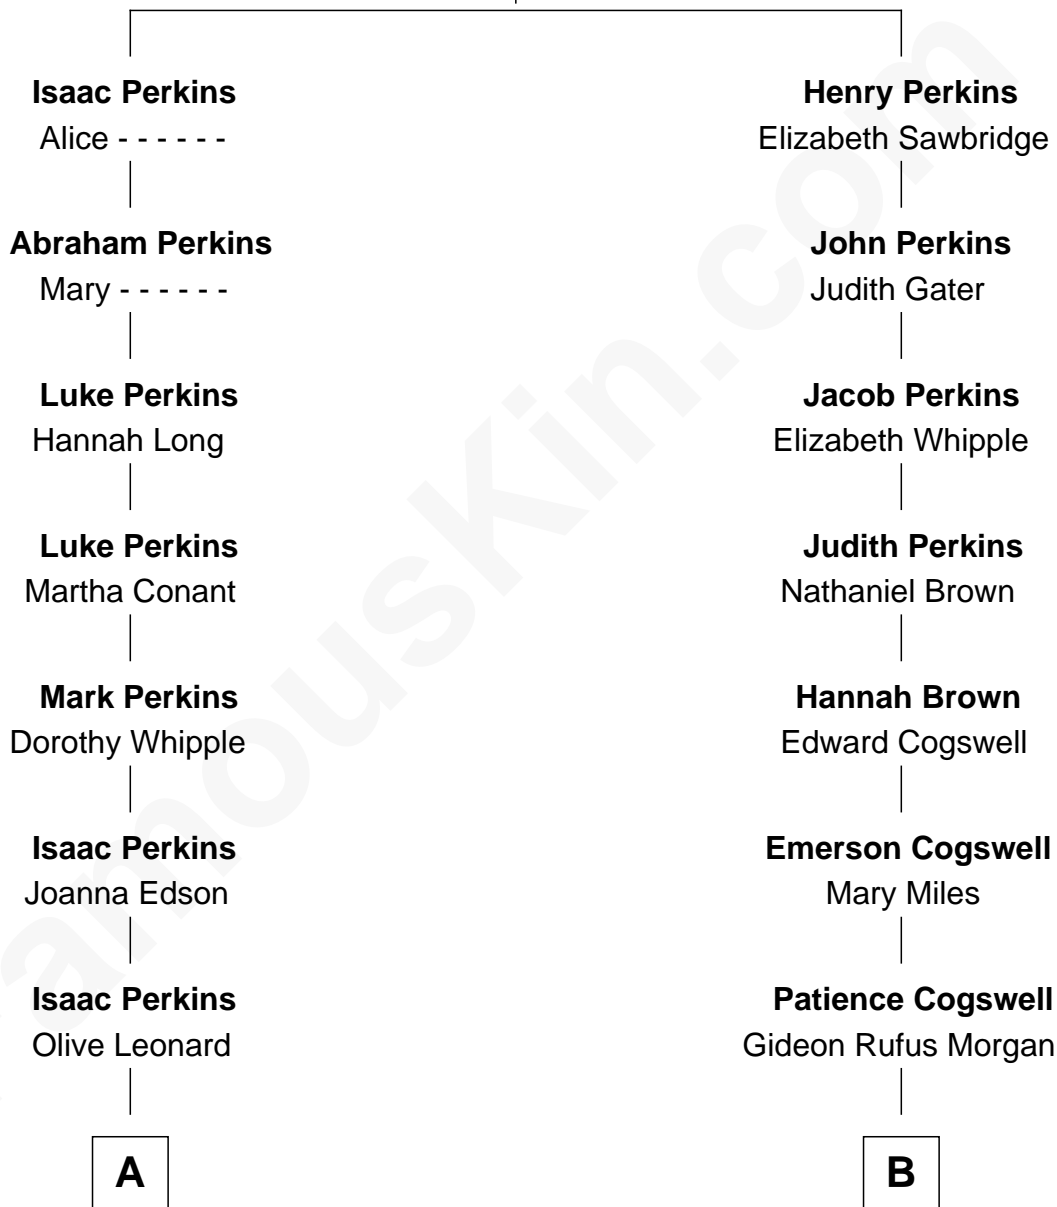 Isaac Perkins
Alice - - - - - -
Abraham Perkins
Mary - - - - - -
Luke Perkins
Hannah Long
Luke Perkins
Martha Conant
Mark Perkins
Dorothy Whipple
Isaac Perkins
Joanna Edson
Isaac Perkins
Olive Leonard
A
Henry Perkins
Elizabeth Sawbridge
John Perkins
Judith Gater
Jacob Perkins
Elizabeth Whipple
Judith Perkins
Nathaniel Brown
Hannah Brown
Edward Cogswell
Emerson Cogswell
Mary Miles
Patience Cogswell
Gideon Rufus Morgan
B
amousKin.com